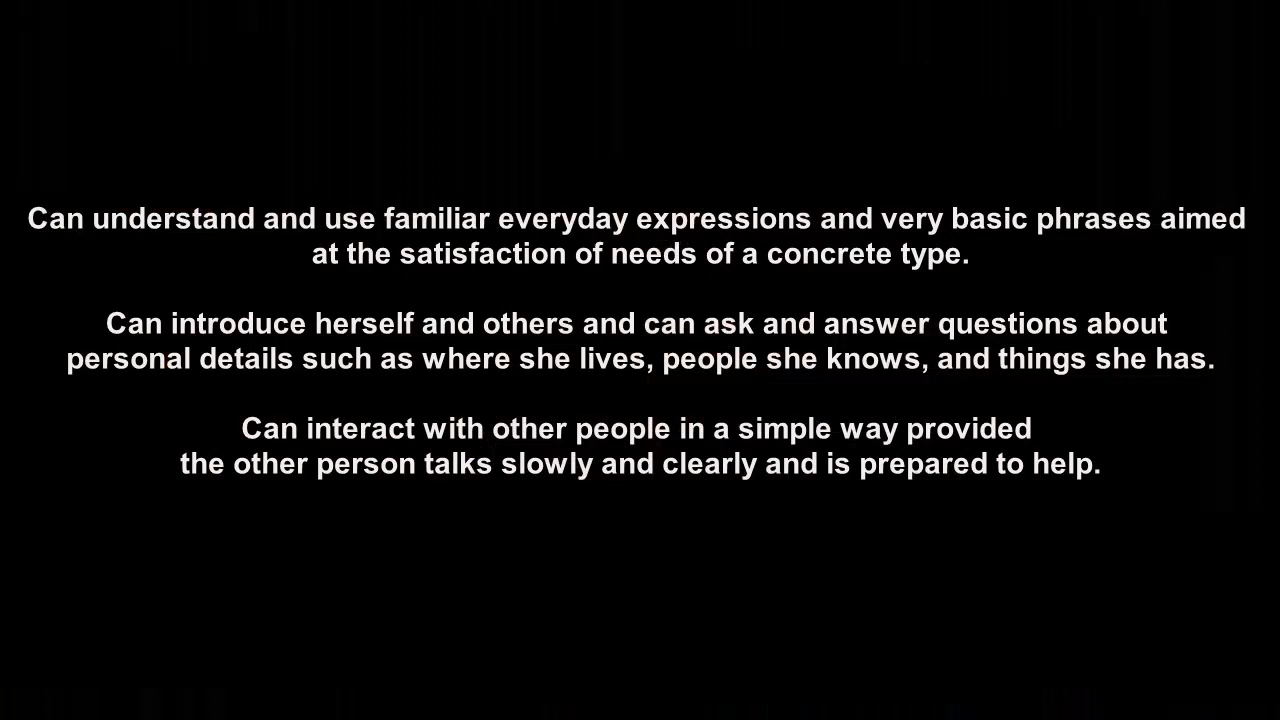 Can understand and use familiar everyday expressions and very basic phrases aimed
at the satisfaction of needs of a concrete type.
Can introduce herself and others and can ask and answer questions about
personal details such as where she lives, people she knows, and things she has.
Can interact with other people in a simple way provided
the other person talks slowly and clearly and is prepared to help.